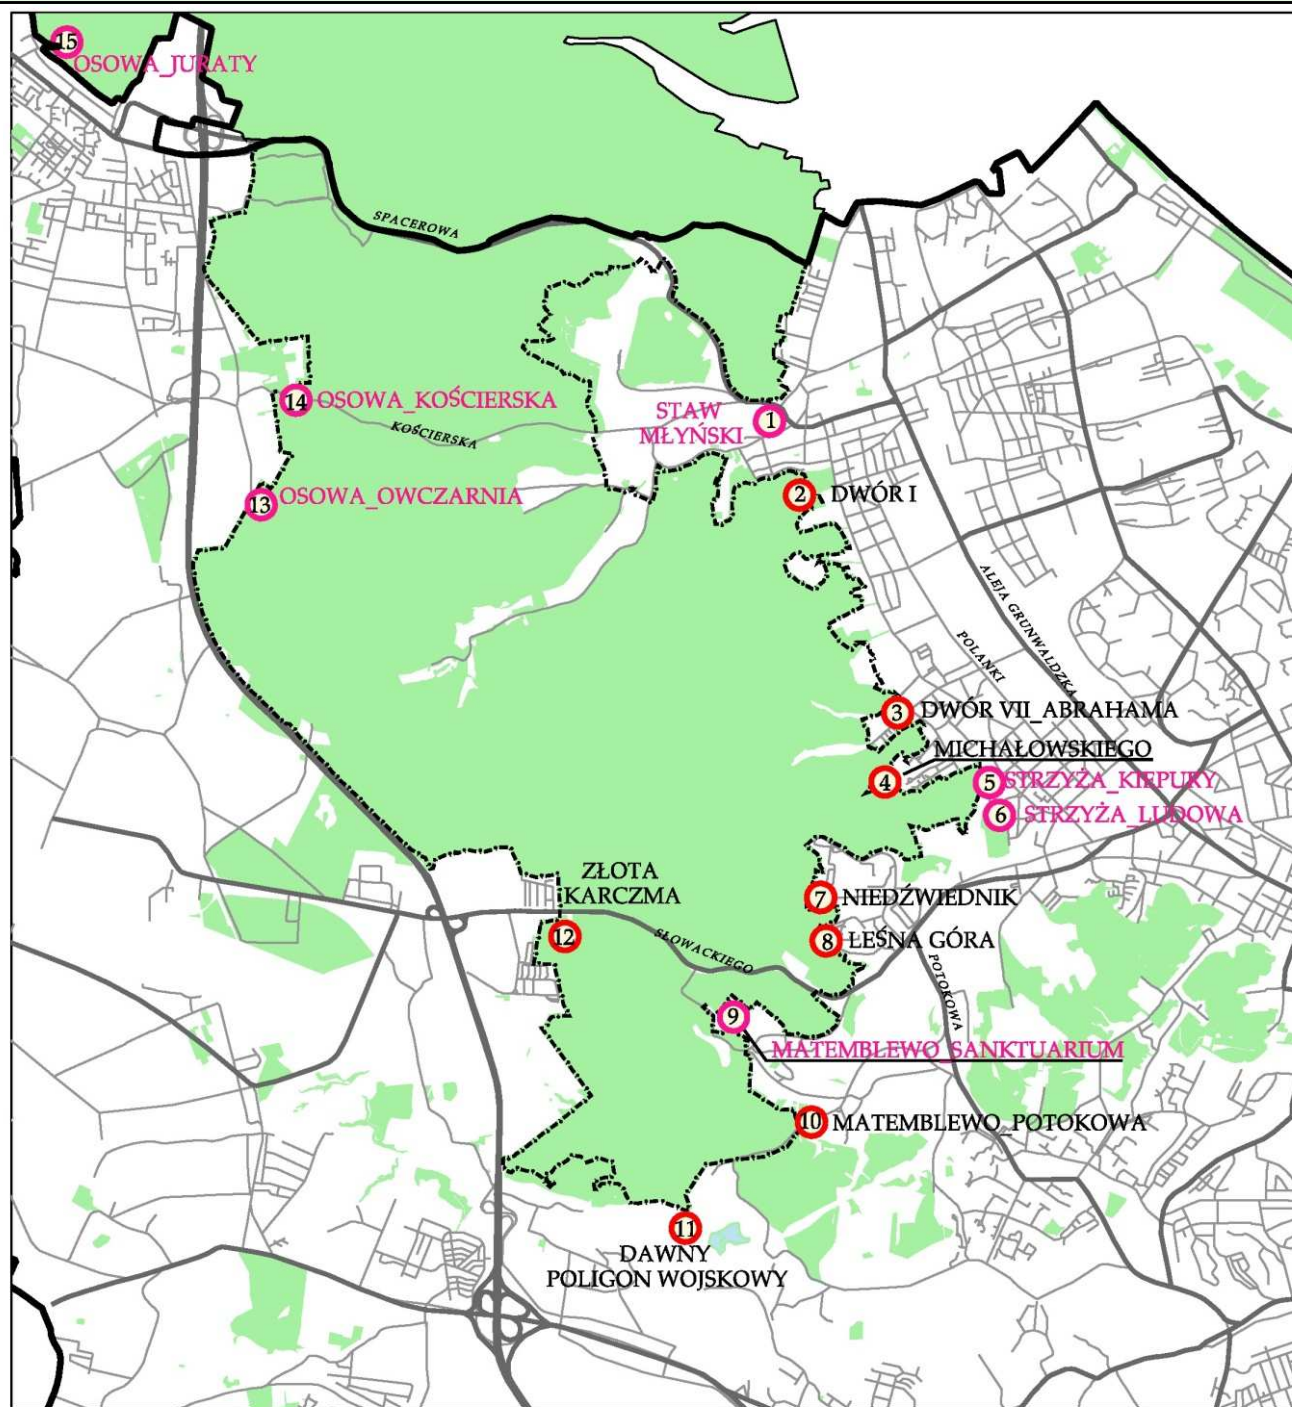 15
OSOWA_JURATY
SPACEROWA
14 OSOWA_KOŚCIERSKA
KOŚCIERSKA
STAW
MŁYŃSKI
1
13 OSOWA_OWCZARNIA
2 DWÓR I
ALEJA GRUNWALDZKA
POLANKI
3 DWÓR VII_ABRAHAMA
MICHAŁOWSKIEGO
4
5 STRZYŻA_KIEPURY
6 STRZYŻA_LUDOWA
ZŁOTA
KARCZMA
12
7 NIEDŹWIEDNIK
8 LEŚNA GÓRA
SŁOWACKIEGO
POTOKOWA
9
MATEMBLEWO_SANKTUARIUM
10 MATEMBLEWO_POTOKOWA
11
DAWNY
POLIGON WOJSKOWY